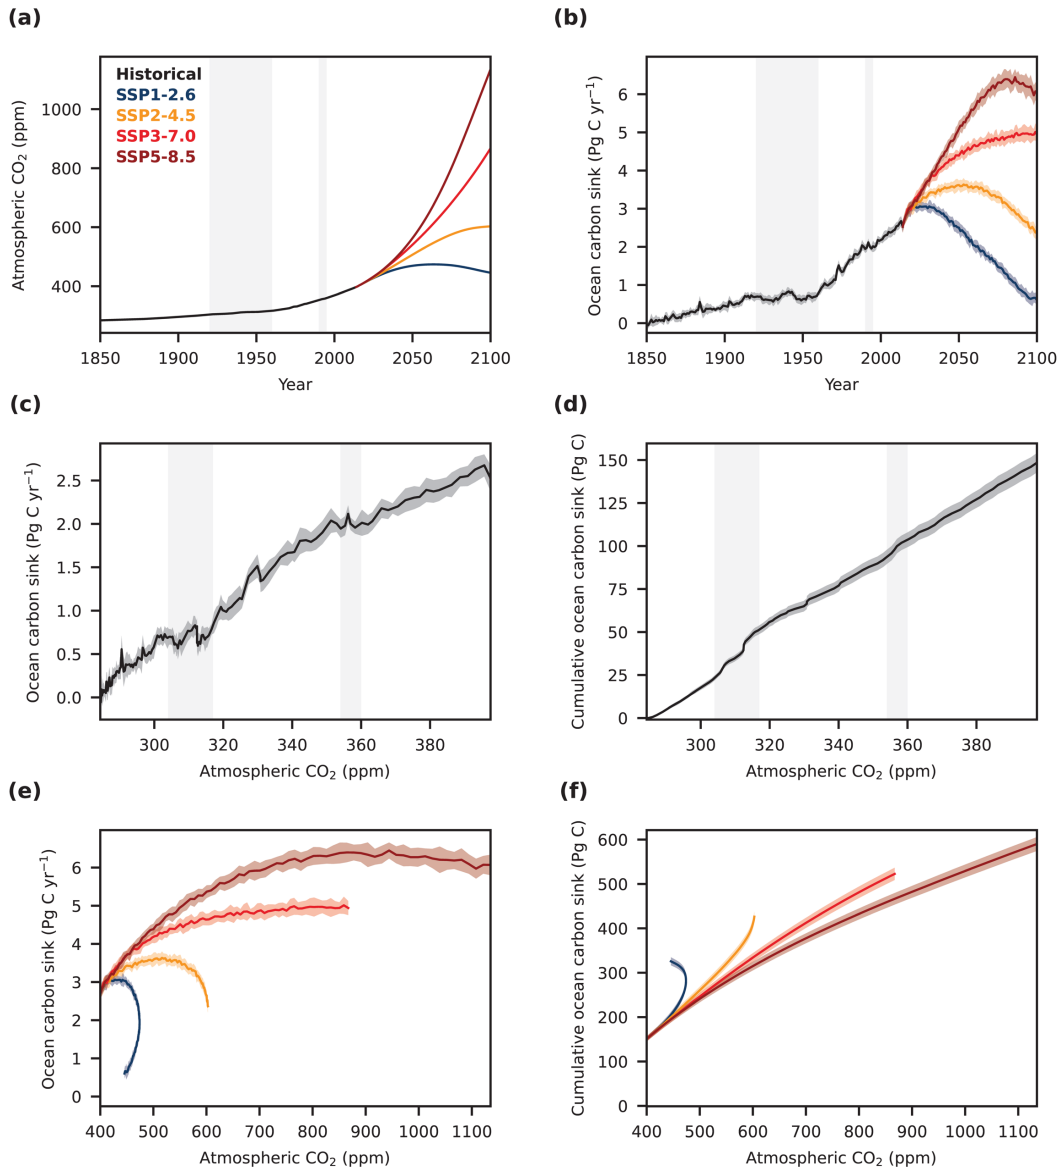 (a)
Atmospheric CO₂ (ppm)
1000
800
600
400
Historical
SSP1-2.6
SSP2-4.5
SSP3-7.0
SSP5-8.5
1850 1900 1950 2000 2050 2100
Year
(b)
Ocean carbon sink (Pg C yr⁻¹)
6
5
4
3
2
1
0
1850 1900 1950 2000 2050 2100
Year
(c)
Ocean carbon sink (Pg C yr⁻¹)
2.5
2.0
1.5
1.0
0.5
0.0
300 320 340 360 380
Atmospheric CO₂ (ppm)
(d)
Cumulative ocean carbon sink (Pg C)
150
125
100
75
50
25
0
300 320 340 360 380
Atmospheric CO₂ (ppm)
(e)
Ocean carbon sink (Pg C yr⁻¹)
6
5
4
3
2
1
0
400 500 600 700 800 900 1000 1100
Atmospheric CO₂ (ppm)
(f)
Cumulative ocean carbon sink (Pg C)
600
500
400
300
200
100
0
400 500 600 700 800 900 1000 1100
Atmospheric CO₂ (ppm)